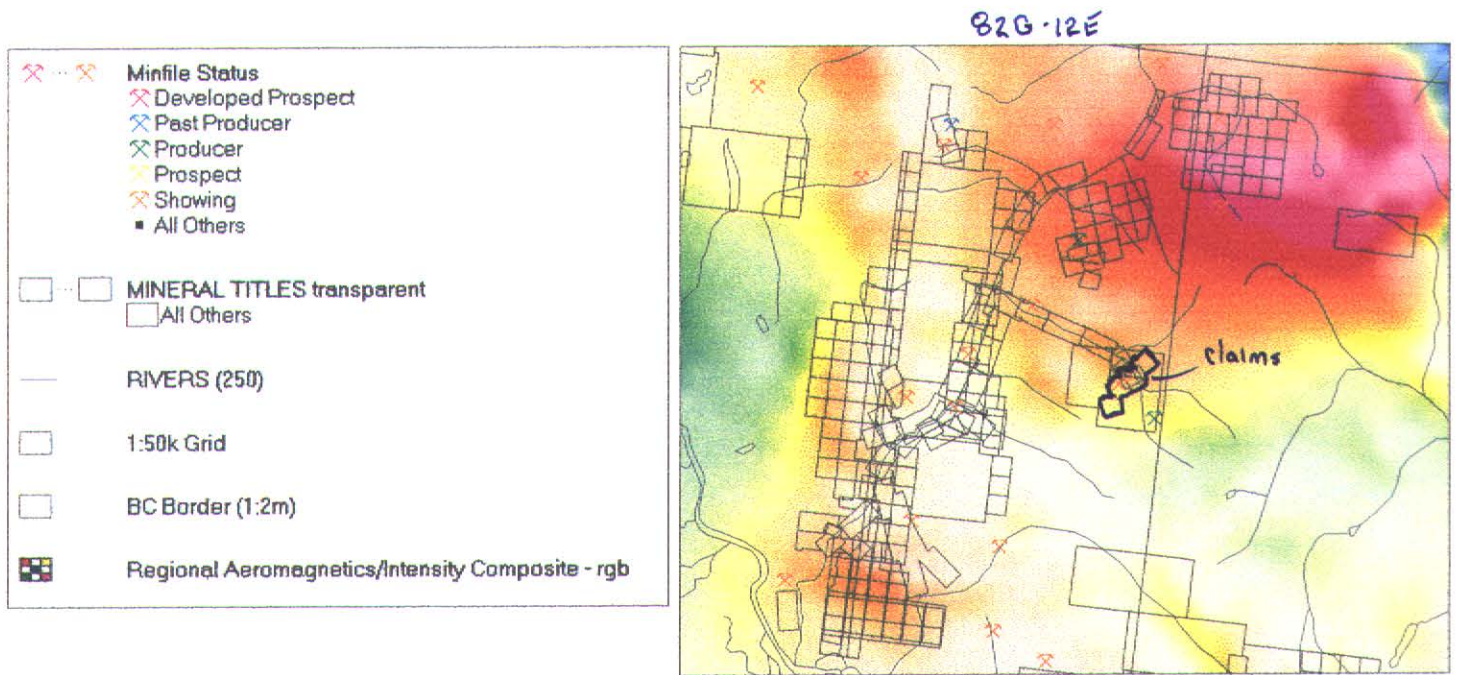 82G-12E
Minfile Status
Developed Prospect
Past Producer
Producer
Prospect
Showing
All Others
MINERAL TITLES transparent
All Others
RIVERS (250)
1:50k Grid
BC Border (1:2m)
Regional Aeromagnetics/Intensity Composite - rgb
claims